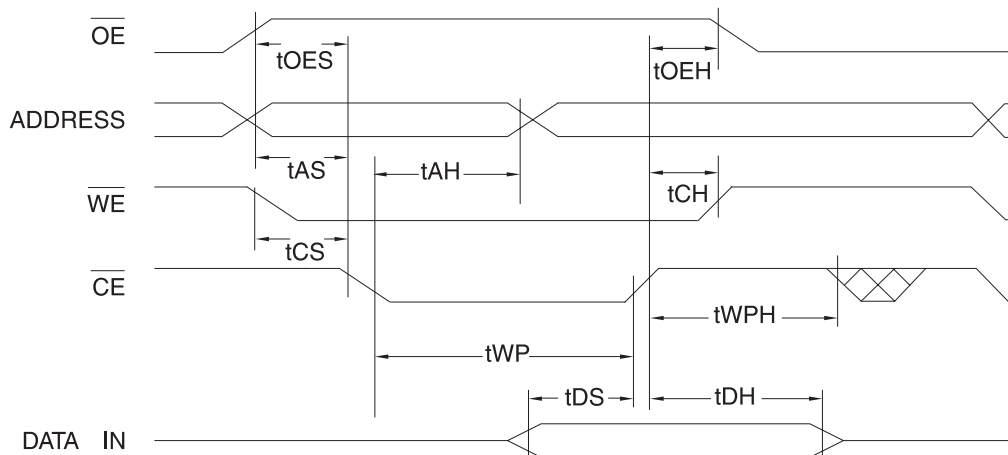 OE
tOES
tOEH
ADDRESS
tAS
tAH
tCH
WE
tCS
CE
tWPH
tWP
tDS
tDH
DATA IN